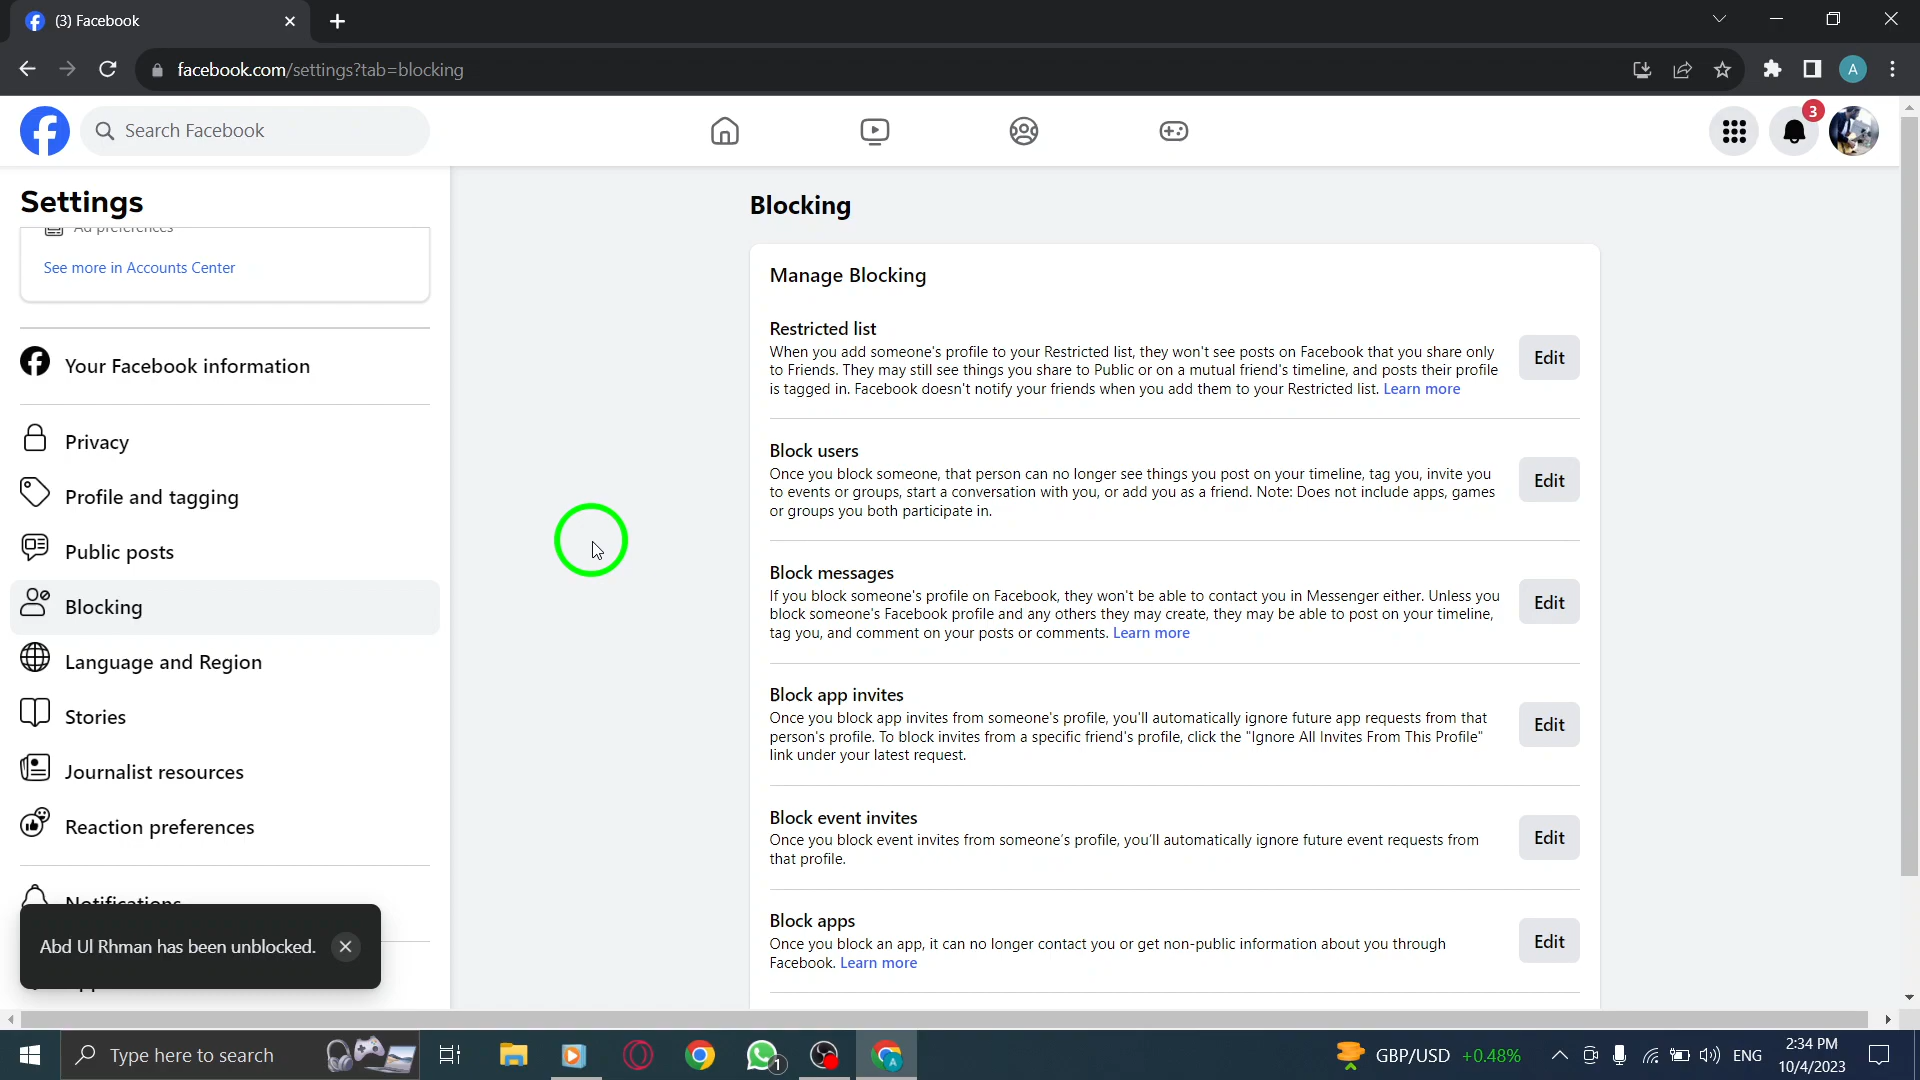 (3) Facebook
facebook.com/settings?tab=blocking
A
Search Facebook
3
Settings
Ad preferences
See more in Accounts Center
Your Facebook information
Privacy
Profile and tagging
Public posts
Blocking
Language and Region
Stories
Journalist resources
Reaction preferences
Notifications
Abd Ul Rhman has been unblocked.
Blocking
Manage Blocking
Restricted list
When you add someone's profile to your Restricted list, they won't see posts on Facebook that you share only
to Friends. They may still see things you share to Public or on a mutual friend's timeline, and posts their profile
is tagged in. Facebook doesn't notify your friends when you add them to your Restricted list. Learn more
Edit
Block users
Once you block someone, that person can no longer see things you post on your timeline, tag you, invite you
to events or groups, start a conversation with you, or add you as a friend. Note: Does not include apps, games
or groups you both participate in.
Edit
Block messages
If you block someone's profile on Facebook, they won't be able to contact you in Messenger either. Unless you
block someone's Facebook profile and any others they may create, they may be able to post on your timeline,
tag you, and comment on your posts or comments. Learn more
Edit
Block app invites
Once you block app invites from someone's profile, you'll automatically ignore future app requests from that
person's profile. To block invites from a specific friend's profile, click the "Ignore All Invites From This Profile"
link under your latest request.
Edit
Block event invites
Once you block event invites from someone's profile, you'll automatically ignore future event requests from
that profile.
Edit
Block apps
Once you block an app, it can no longer contact you or get non-public information about you through
Facebook. Learn more
Edit
Type here to search
1
A
GBP/USD +0.48%
ENG
2:34 PM
10/4/2023